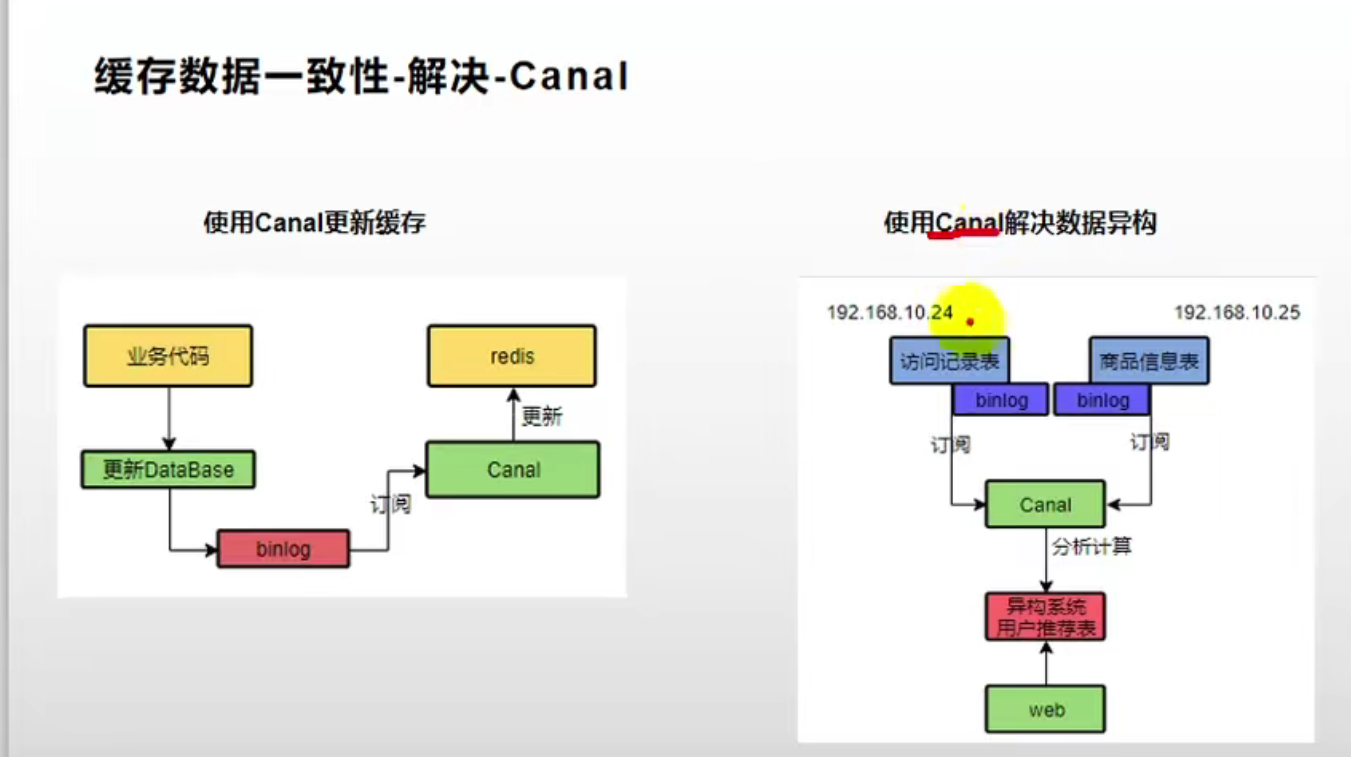 缓存数据一致性-解决-Canal
使用Canal更新缓存
业务代码
redis
更新
更新DataBase
Canal
订阅
binlog
使用Canal解决数据异构
192.168.10.24
192.168.10.25
访问记录表
商品信息表
binlog
binlog
订阅
订阅
Canal
分析计算
异构系统
用户推荐表
web